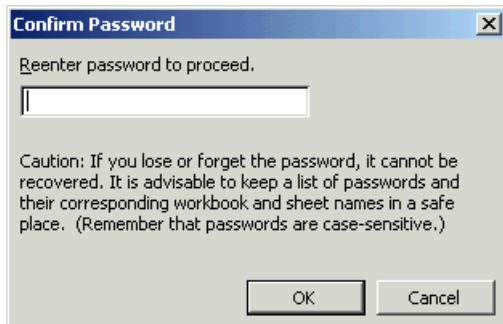 Confirm Password
Reenter password to proceed.
Caution: If you lose or forget the password, it cannot be
recovered. It is advisable to keep a list of passwords and
their corresponding workbook and sheet names in a safe
place.  (Remember that passwords are case-sensitive.)
OK
Cancel